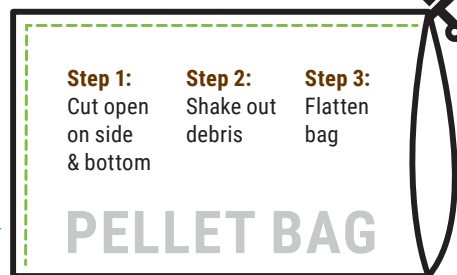 Step 1:
Cut open
on side
& bottom
Step 2:
Shake out
debris
Step 3:
Flatten
bag
PELLET BAG